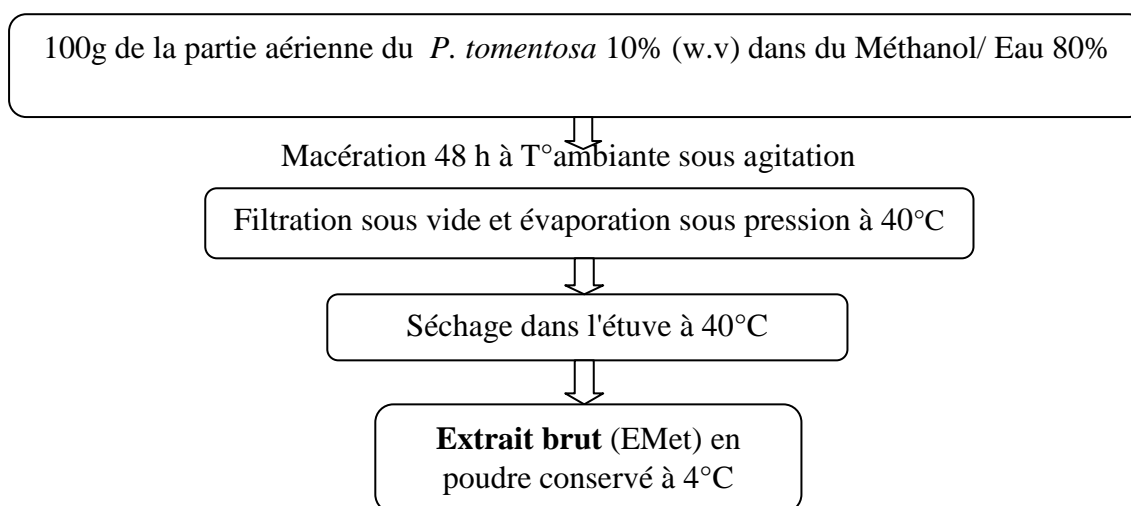 100g de la partie aérienne du P. tomentosa 10% (w.v) dans du Méthanol/ Eau 80%
Macération 48 h à T°ambiante sous agitation
Filtration sous vide et évaporation sous pression à 40°C
Séchage dans l'étuve à 40°C
Extrait brut (EMet) en
poudre conservé à 4°C